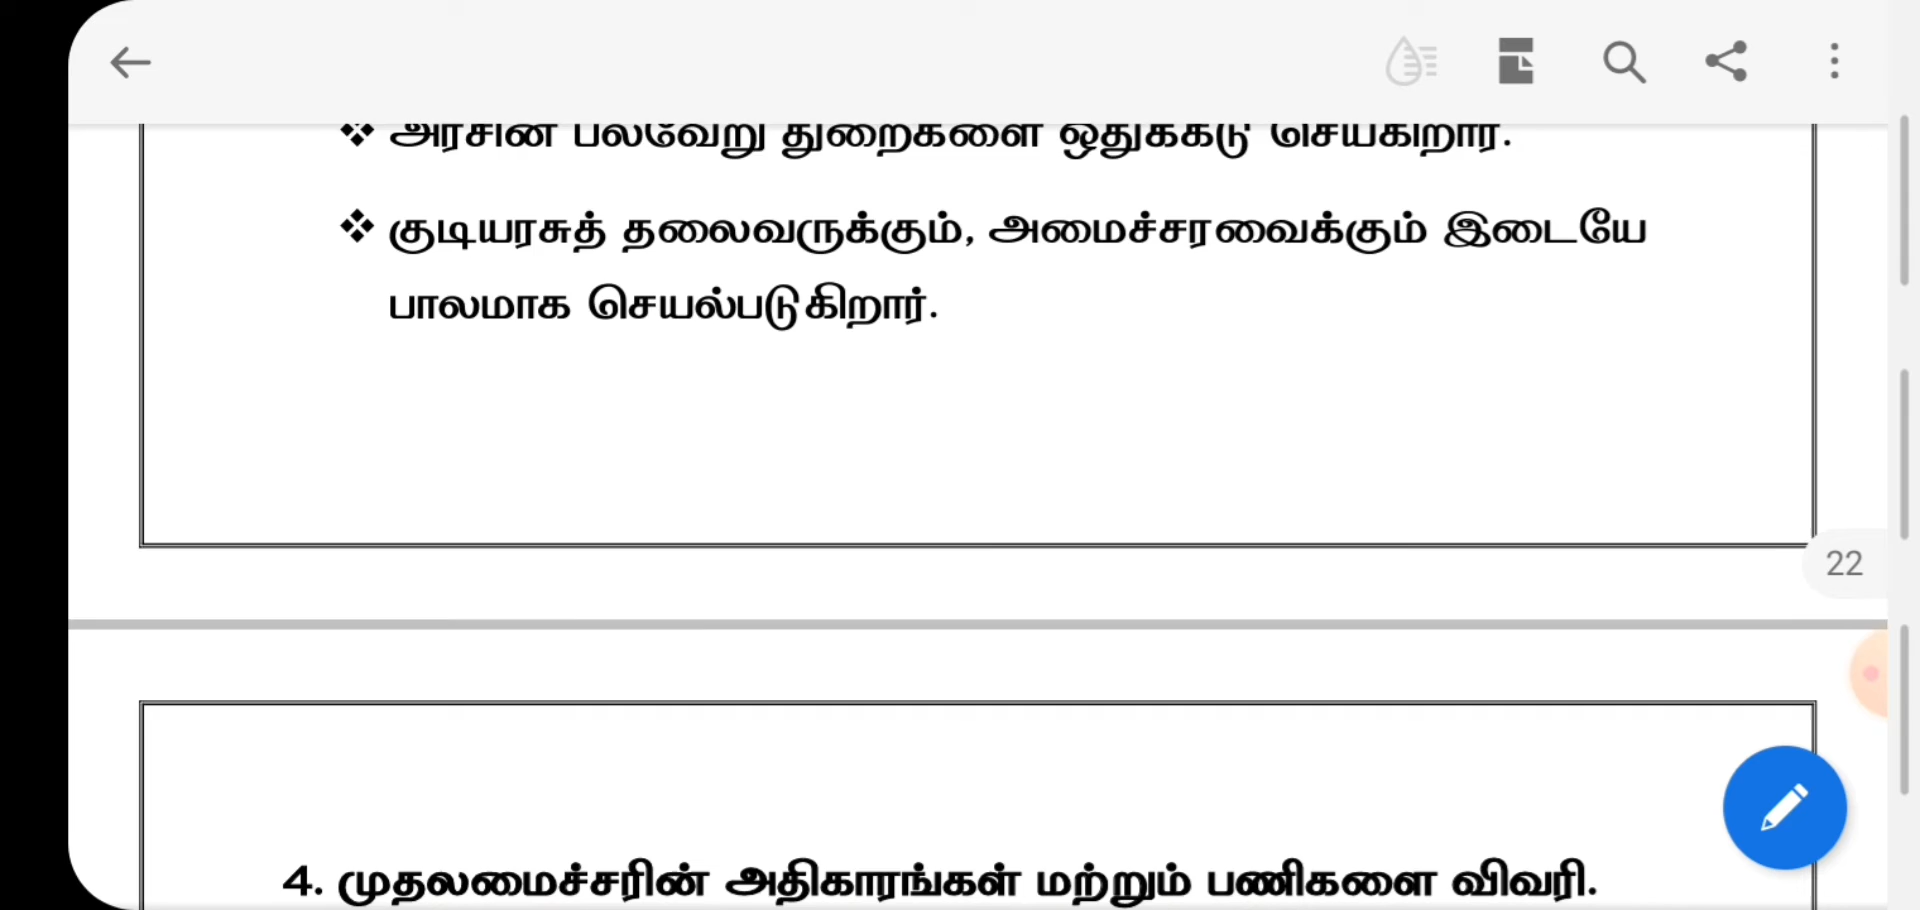 ❖ அரசின் பல்வேறு துறைகளை ஒதுக்கீடு செய்கிறார்.
❖ குடியரசுத் தலைவருக்கும், அமைச்சரவைக்கும் இடையே
பாலமாக செயல்படுகிறார்.
22
4. முதலமைச்சரின் அதிகாரங்கள் மற்றும் பணிகளை விவரி.